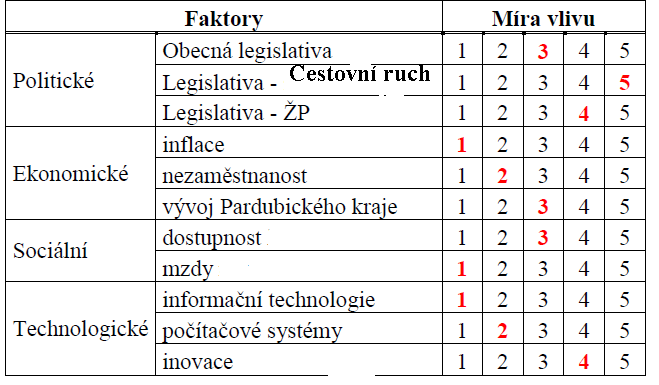 Faktory Míra vlivu
Politické
Obecná legislativa 1 2 3 4 5
Legislativa - Cestovní ruch 1 2 3 4 5
Legislativa - ŽP 1 2 3 4 5
Ekonomické
inflace 1 2 3 4 5
nezaměstnanost 1 2 3 4 5
vývoj Pardubického kraje 1 2 3 4 5
Sociální
dostupnost 1 2 3 4 5
mzdy 1 2 3 4 5
Technologické
informační technologie 1 2 3 4 5
počítačové systémy 1 2 3 4 5
inovace 1 2 3 4 5